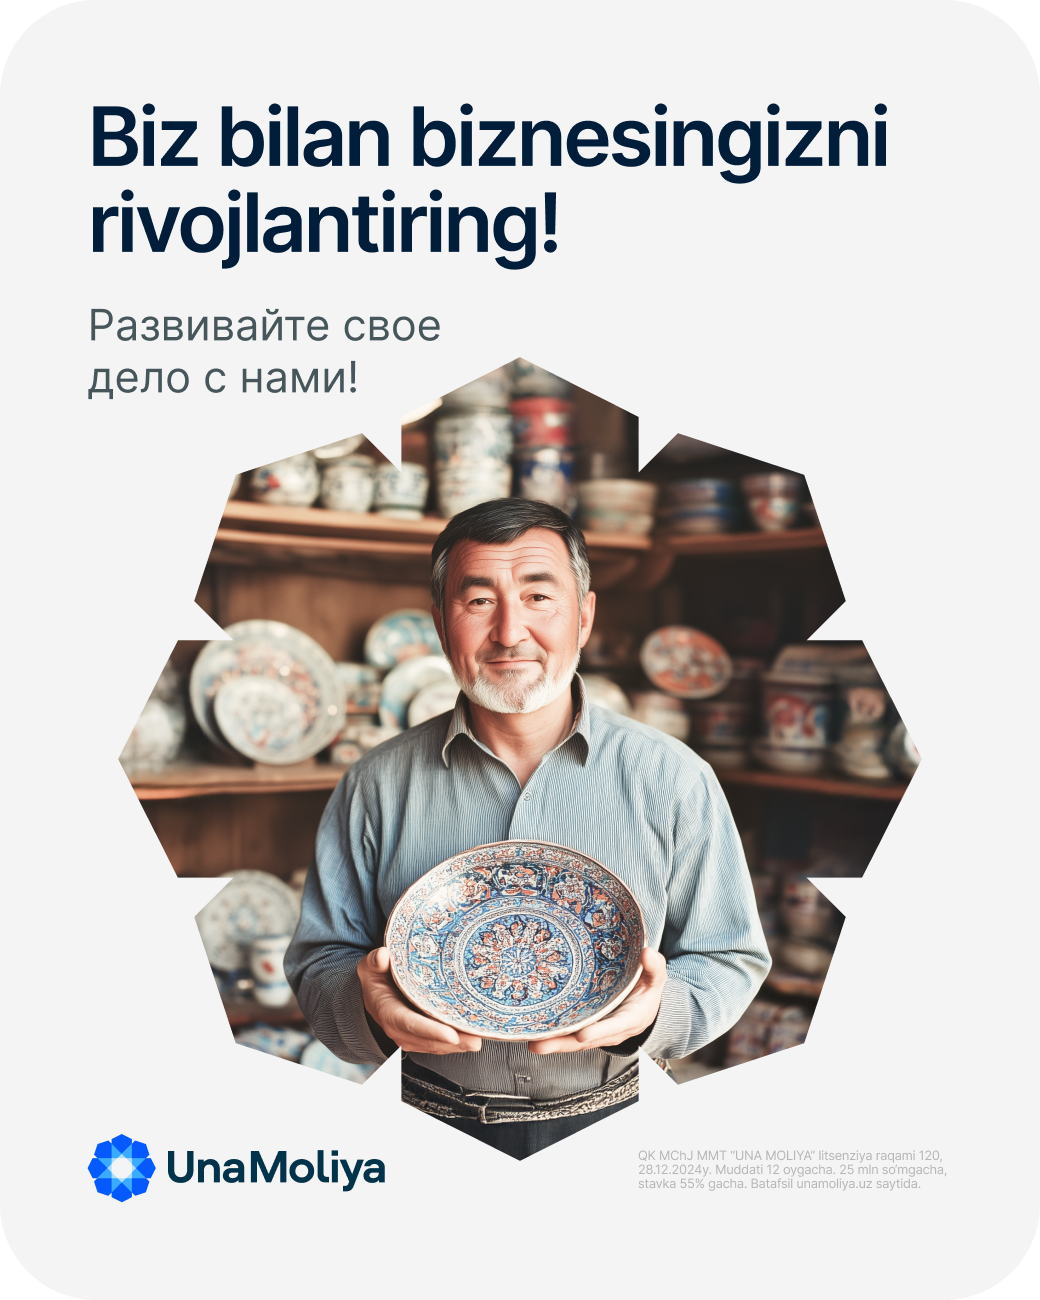 Biz bilan biznesingizni
rivojlantiring!
Развивайте свое
дело с нами!
UnaMoliya
QK MChJ MMT “UNA MOLIYA” litsenziya raqami 120,
28.12.2024y. Muddati 12 oygacha. 25 mln so‘mgacha,
stavka 55% gacha. Batafsil unamoliya.uz saytida.